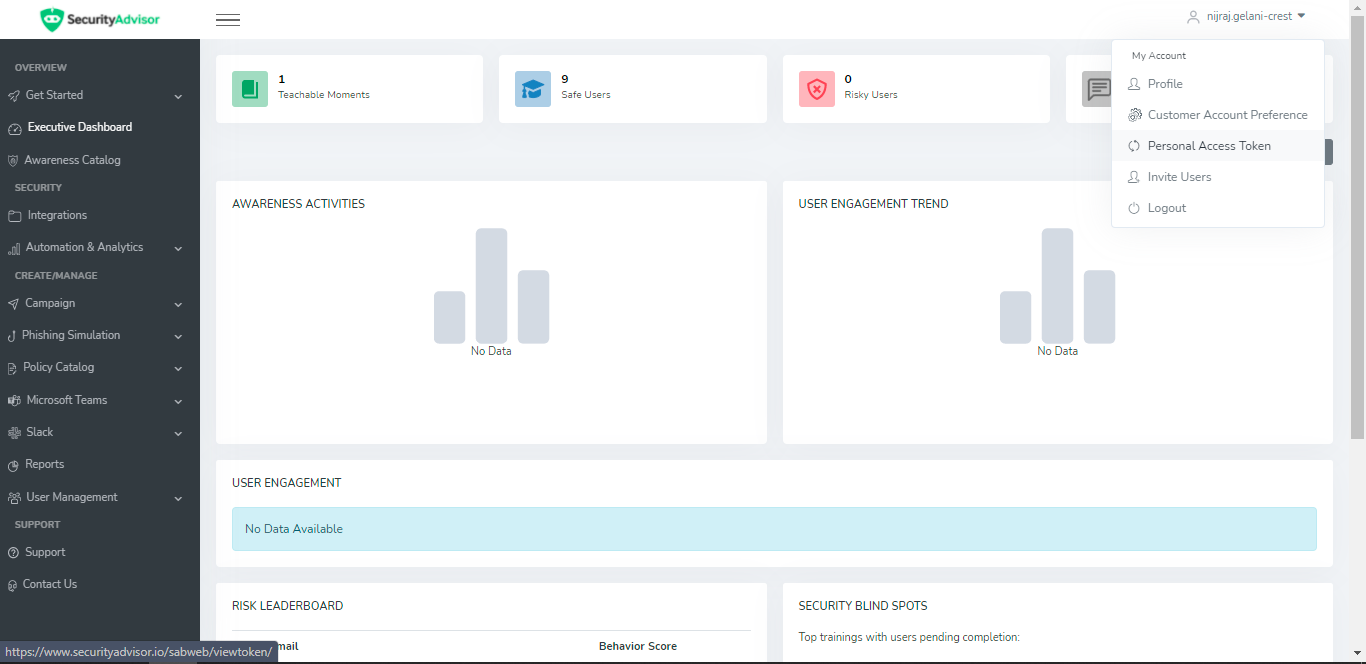 SecurityAdvisor
nijraj.gelani-crest
My Account
Profile
Customer Account Preference
Personal Access Token
Invite Users
Logout
OVERVIEW
Get Started
Executive Dashboard
Awareness Catalog
SECURITY
Integrations
Automation & Analytics
CREATE/MANAGE
Campaign
Phishing Simulation
Policy Catalog
Microsoft Teams
Slack
Reports
User Management
SUPPORT
Support
Contact Us
1
Teachable Moments
9
Safe Users
0
Risky Users
AWARENESS ACTIVITIES
No Data
USER ENGAGEMENT TREND
No Data
USER ENGAGEMENT
No Data Available
RISK LEADERBOARD
Behavior Score
SECURITY BLIND SPOTS
Top trainings with users pending completion:
https://www.securityadvisor.io/sabweb/viewtoken/